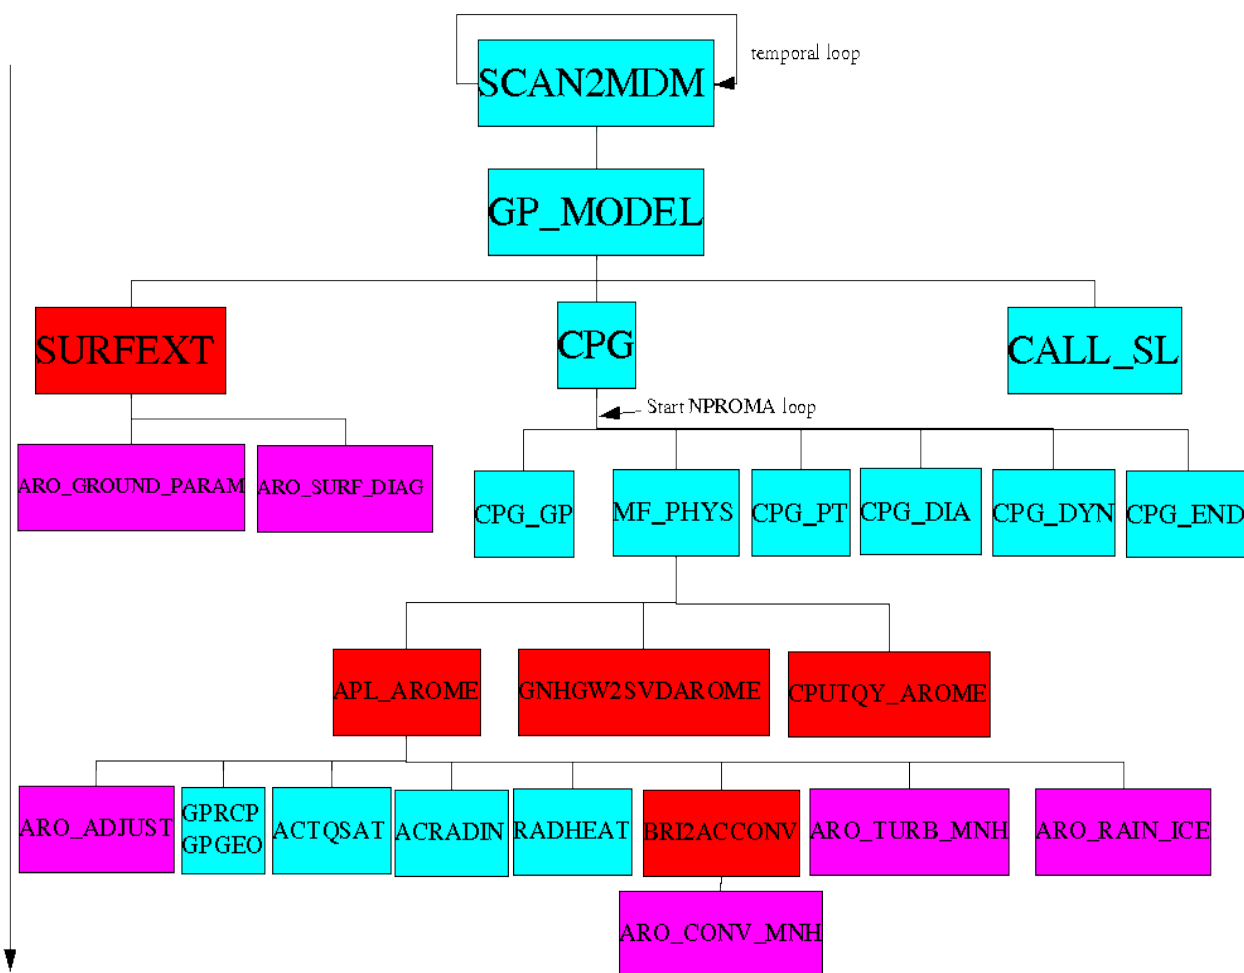 temporal loop
SCAN2MDM
GP_MODEL
SURFEXT
CPG
CALL_SL
Start NPROMA loop
ARO_GROUND_PARAM
ARO_SURF_DIAG
CPG_GP
MF_PHYS
CPG_PT
CPG_DIA
CPG_DYN
CPG_END
APL_AROME
GNHGW2SVDAROME
CPUTQY_AROME
ARO_ADJUST
GPRCP
GPGEO
ACTQSAT
ACRADIN
RADHEAT
BRI2ACCONV
ARO_TURB_MNH
ARO_RAIN_ICE
ARO_CONV_MNH